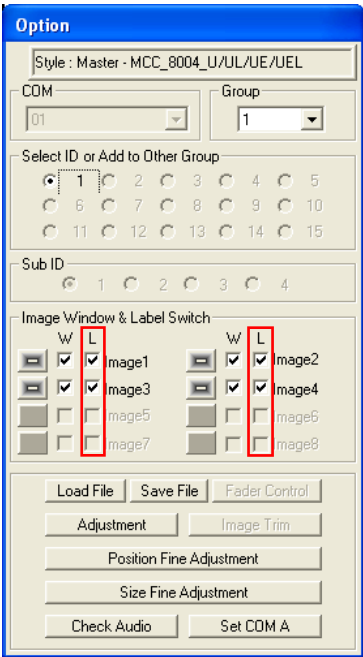 Option
Style : Master - MCC_8004_U/UL/UE/UEL
COM Group
01 1
Select ID or Add to Other Group
1 2 3 4 5
6 7 8 9 10
11 12 13 14 15
Sub ID
1 2 3 4
Image Window & Label Switch
W L W L
Image1 Image2
Image3 Image4
Image5 Image6
Image7 Image8
Load File Save File Fader Control
Adjustment Image Trim
Position Fine Adjustment
Size Fine Adjustment
Check Audio Set COM A